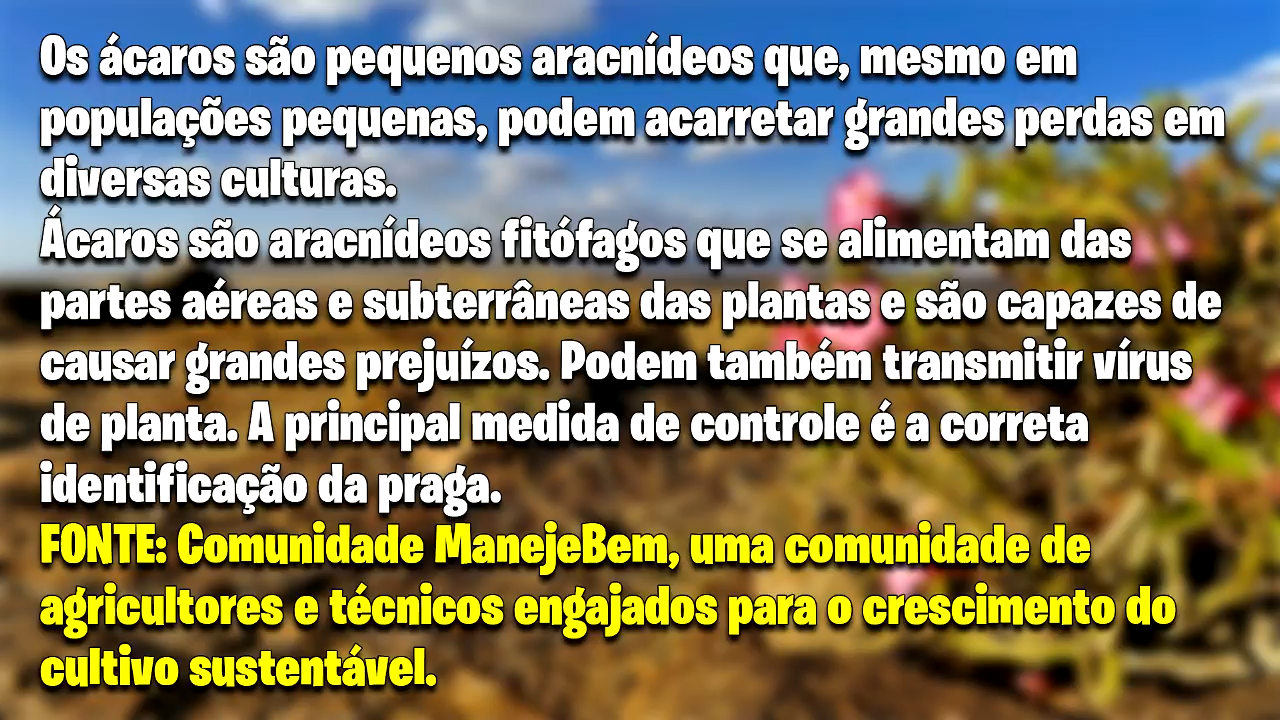 Os ácaros são pequenos aracnídeos que, mesmo em
populações pequenas, podem acarretar grandes perdas em
diversas culturas.
Ácaros são aracnídeos fitófagos que se alimentam das
partes aéreas e subterrâneas das plantas e são capazes de
causar grandes prejuízos. Podem também transmitir vírus
de planta. A principal medida de controle é a correta
identificação da praga.
FONTE: Comunidade ManejeBem, uma comunidade de
agricultores e técnicos engajados para o crescimento do
cultivo sustentável.